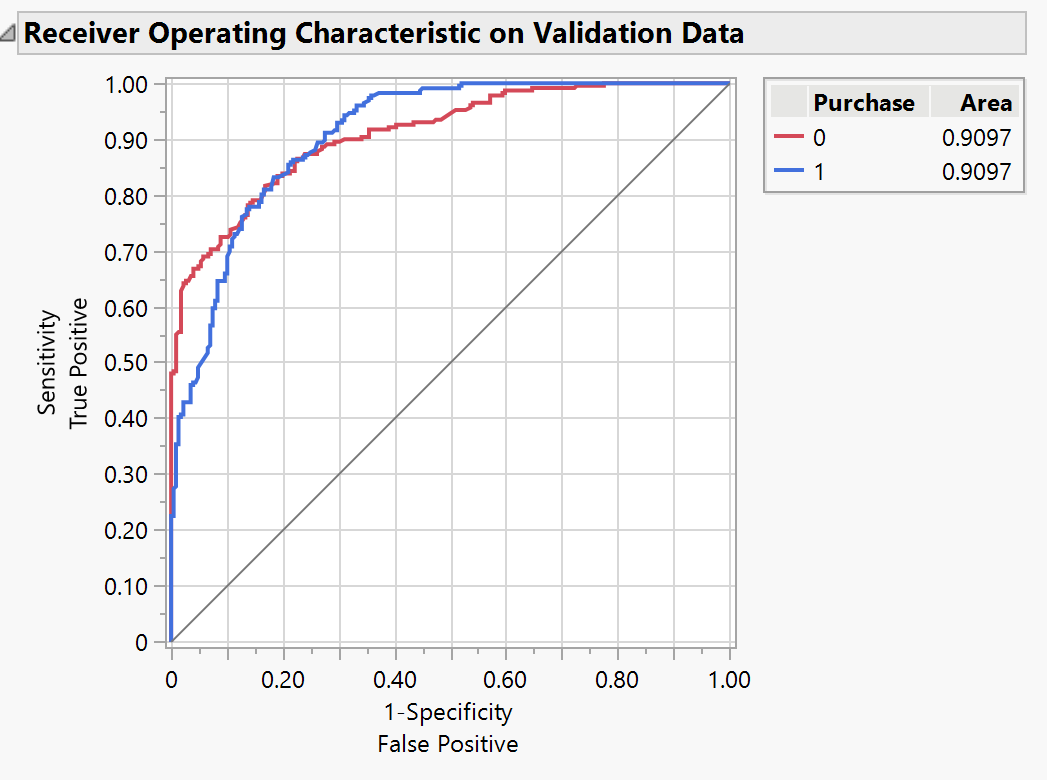 Receiver Operating Characteristic on Validation Data
Purchase Area
0 0.9097
1 0.9097
1.00
0.90
0.80
0.70
0.60
0.50
0.40
0.30
0.20
0.10
0
Sensitivity
True Positive
0 0.20 0.40 0.60 0.80 1.00
1-Specificity
False Positive